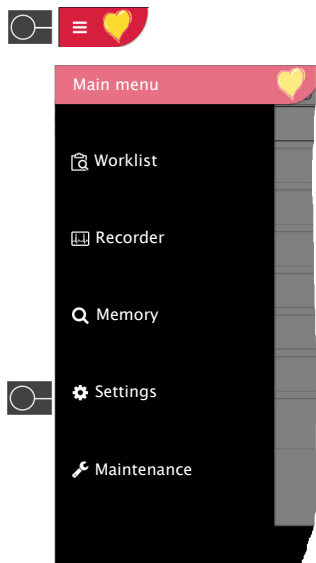 Main menu
Worklist
Recorder
Memory
Settings
Maintenance